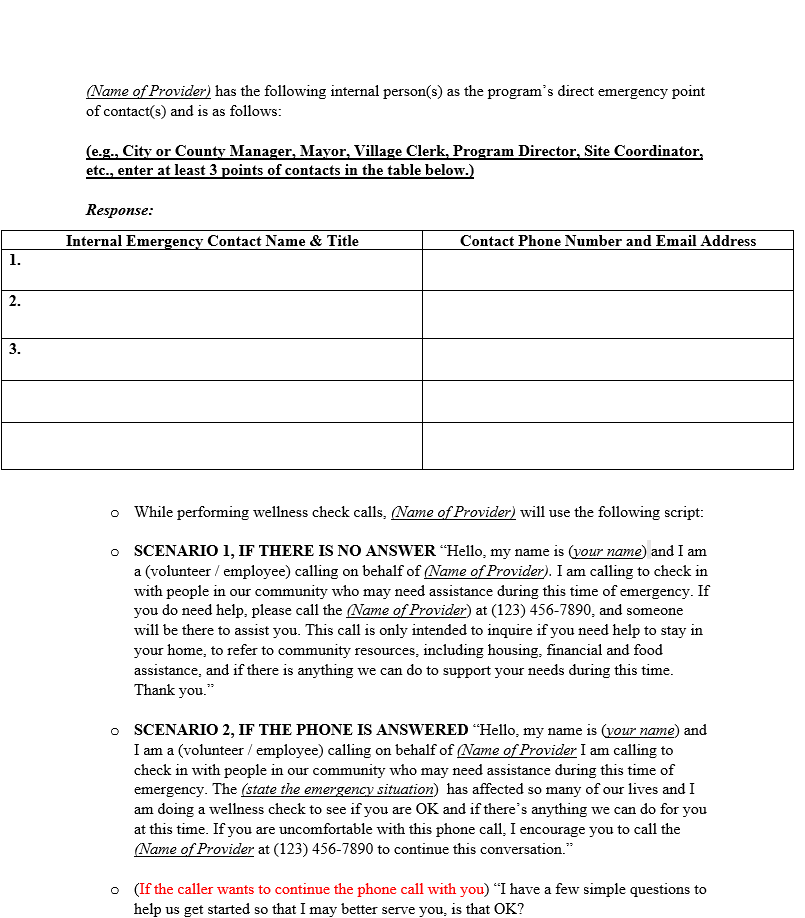 (Name of Provider) has the following internal person(s) as the program's direct emergency point
of contact(s) and is as follows:
(e.g., City or County Manager, Mayor, Village Clerk, Program Director, Site Coordinator,
etc., enter at least 3 points of contacts in the table below.)
Response:
Internal Emergency Contact Name & Title Contact Phone Number and Email Address
1.
2.
3.
o While performing wellness check calls, (Name of Provider) will use the following script:
o SCENARIO 1, IF THERE IS NO ANSWER “Hello, my name is (your name) and I am
a (volunteer / employee) calling on behalf of (Name of Provider). I am calling to check in
with people in our community who may need assistance during this time of emergency. If
you do need help, please call the (Name of Provider) at (123) 456-7890, and someone
will be there to assist you. This call is only intended to inquire if you need help to stay in
your home, to refer to community resources, including housing, financial and food
assistance, and if there is anything we can do to support your needs during this time.
Thank you.”
o SCENARIO 2, IF THE PHONE IS ANSWERED “Hello, my name is (your name) and
I am a (volunteer / employee) calling on behalf of (Name of Provider I am calling to
check in with people in our community who may need assistance during this time of
emergency. The (state the emergency situation) has affected so many of our lives and I
am doing a wellness check to see if you are OK and if there's anything we can do for you
at this time. If you are uncomfortable with this phone call, I encourage you to call the
(Name of Provider at (123) 456-7890 to continue this conversation.”
o (If the caller wants to continue the phone call with you) “I have a few simple questions to
help us get started so that I may better serve you, is that OK?